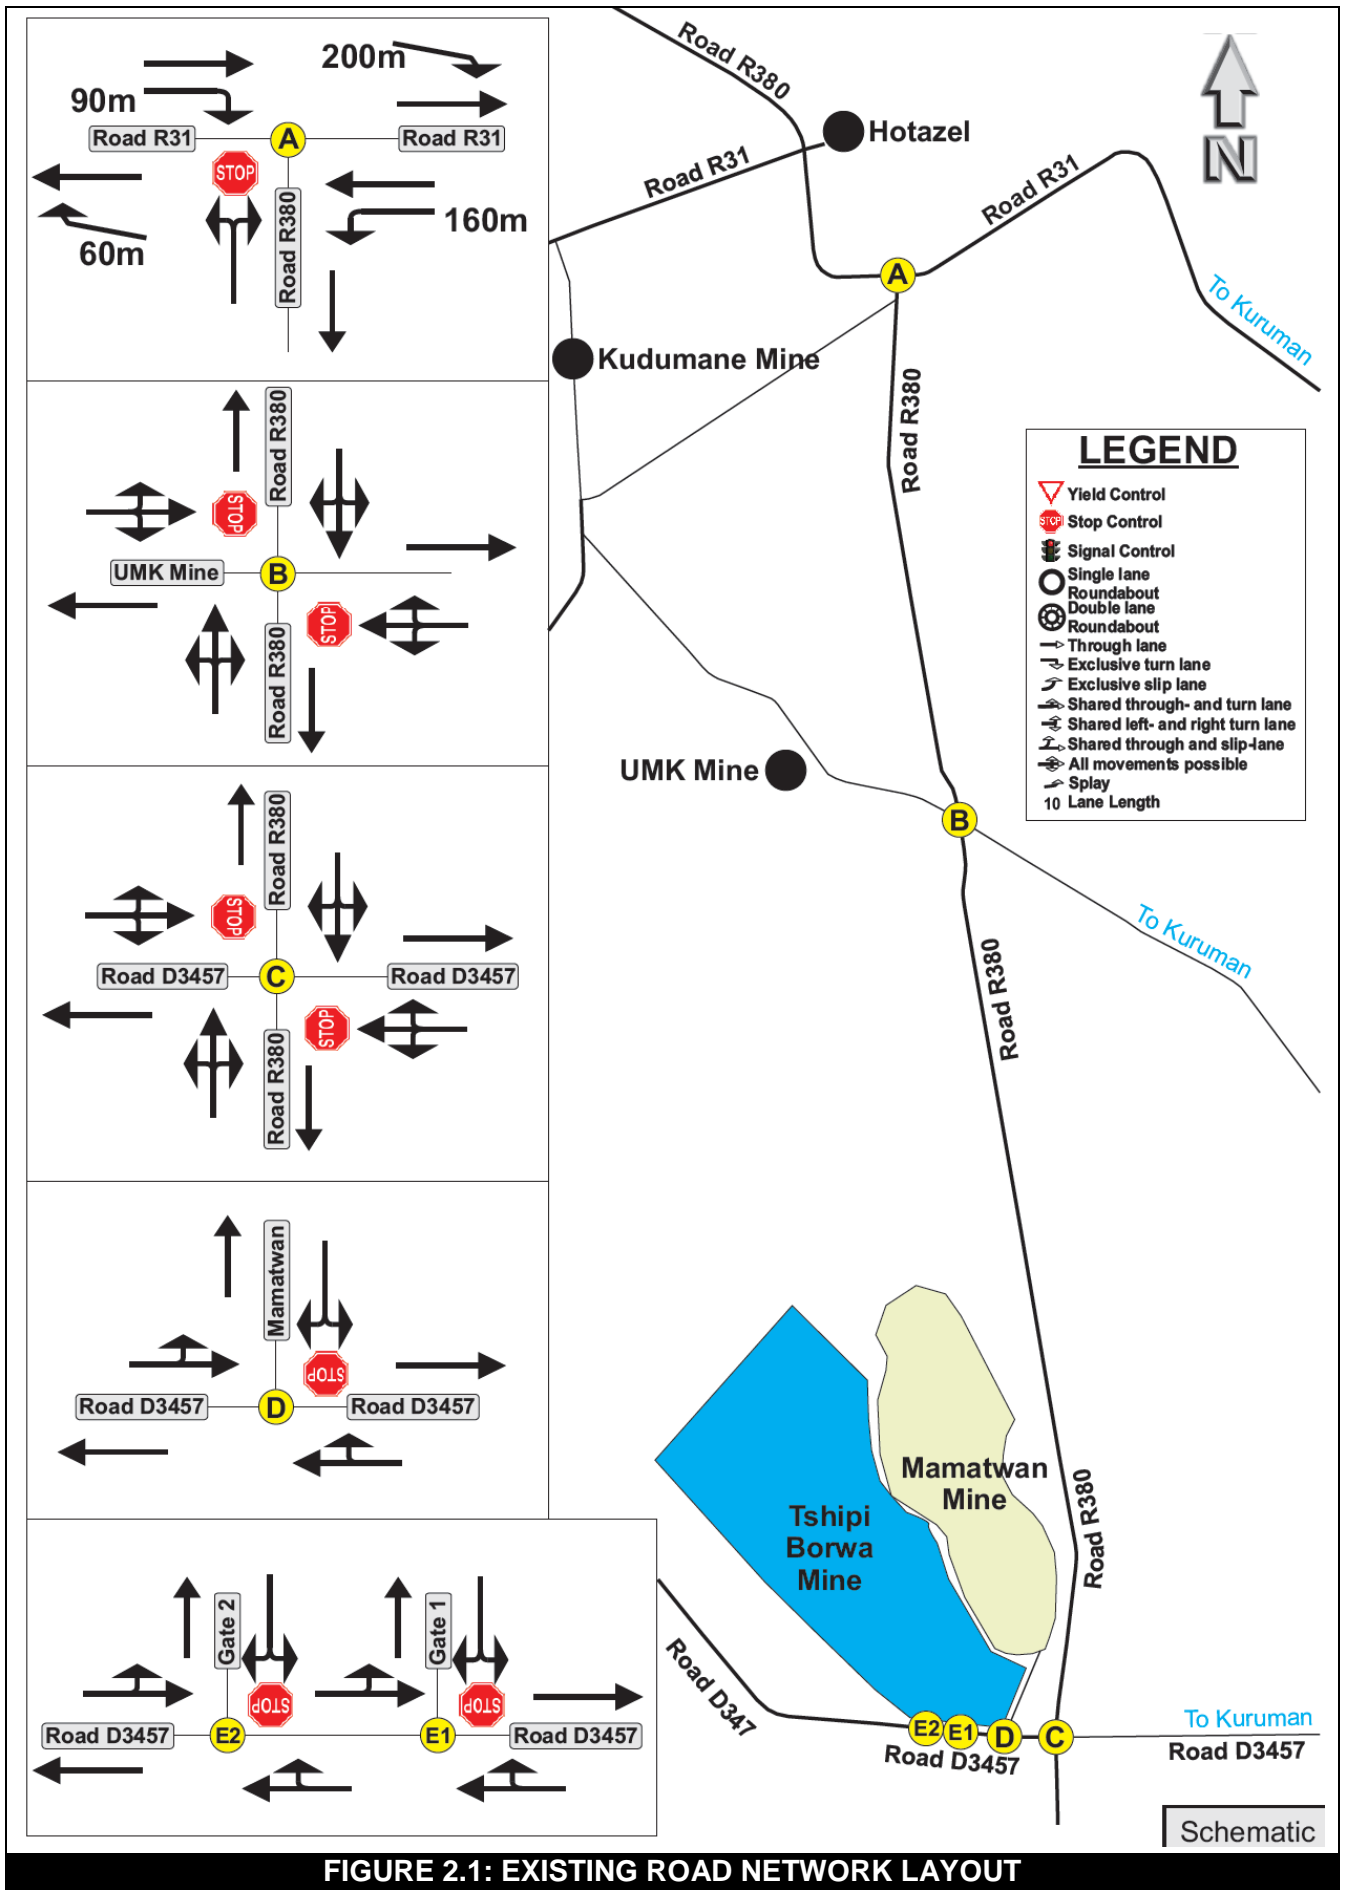 200m
90m
Road R31
A
Road R31
STOP
Road R380
160m
60m
Road R380
STOP
UMK Mine
B
STOP
Road R380
Road R380
STOP
Road D3457
C
Road D3457
STOP
Road R380
Mamatwan
STOP
Road D3457
D
Road D3457
Gate 2
Gate 1
STOP
STOP
Road D3457
E2
E1
Road D3457
Road R380
Hotazel
Road R31
Road R31
N
A
To Kuruman
Kudumane Mine
Road R380
LEGEND
Yield Control
STOP Stop Control
Signal Control
Single lane
Roundabout
Double lane
Roundabout
Through lane
Exclusive turn lane
Exclusive slip lane
Shared through- and turn lane
Shared left- and right turn lane
Shared through and slip-lane
All movements possible
Splay
10 Lane Length
UMK Mine
B
To Kuruman
Road R380
Mamatwan
Mine
Tshipi
Borwa
Mine
Road R380
Road D347
E2
E1
D
C
Road D3457
To Kuruman
Road D3457
Schematic
FIGURE 2.1: EXISTING ROAD NETWORK LAYOUT